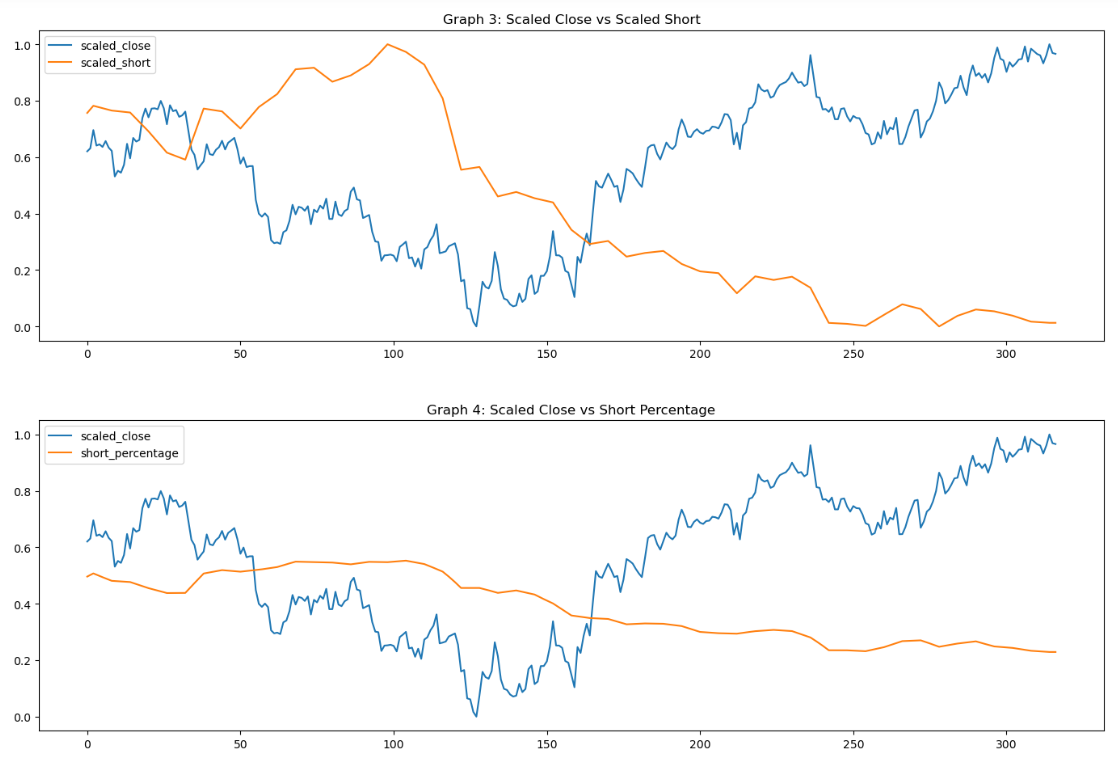 Graph 3: Scaled Close vs Scaled Short
1.0
0.8
0.6
0.4
0.2
0.0
scaled_close
scaled_short
0 50 100 150 200 250 300
Graph 4: Scaled Close vs Short Percentage
1.0
0.8
0.6
0.4
0.2
0.0
scaled_close
short_percentage
0 50 100 150 200 250 300